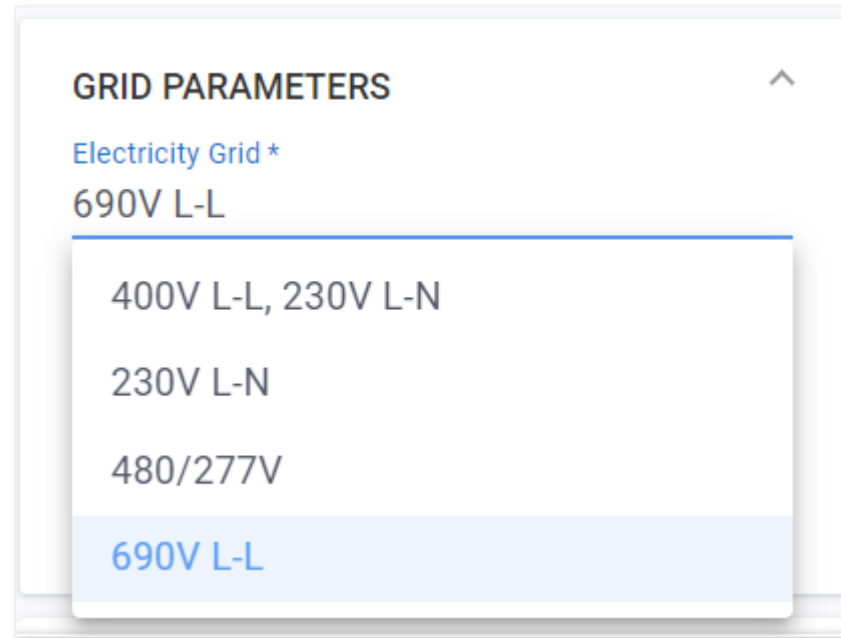 GRID PARAMETERS
Electricity Grid *
690V L-L
400V L-L, 230V L-N
230V L-N
480/277V
690V L-L